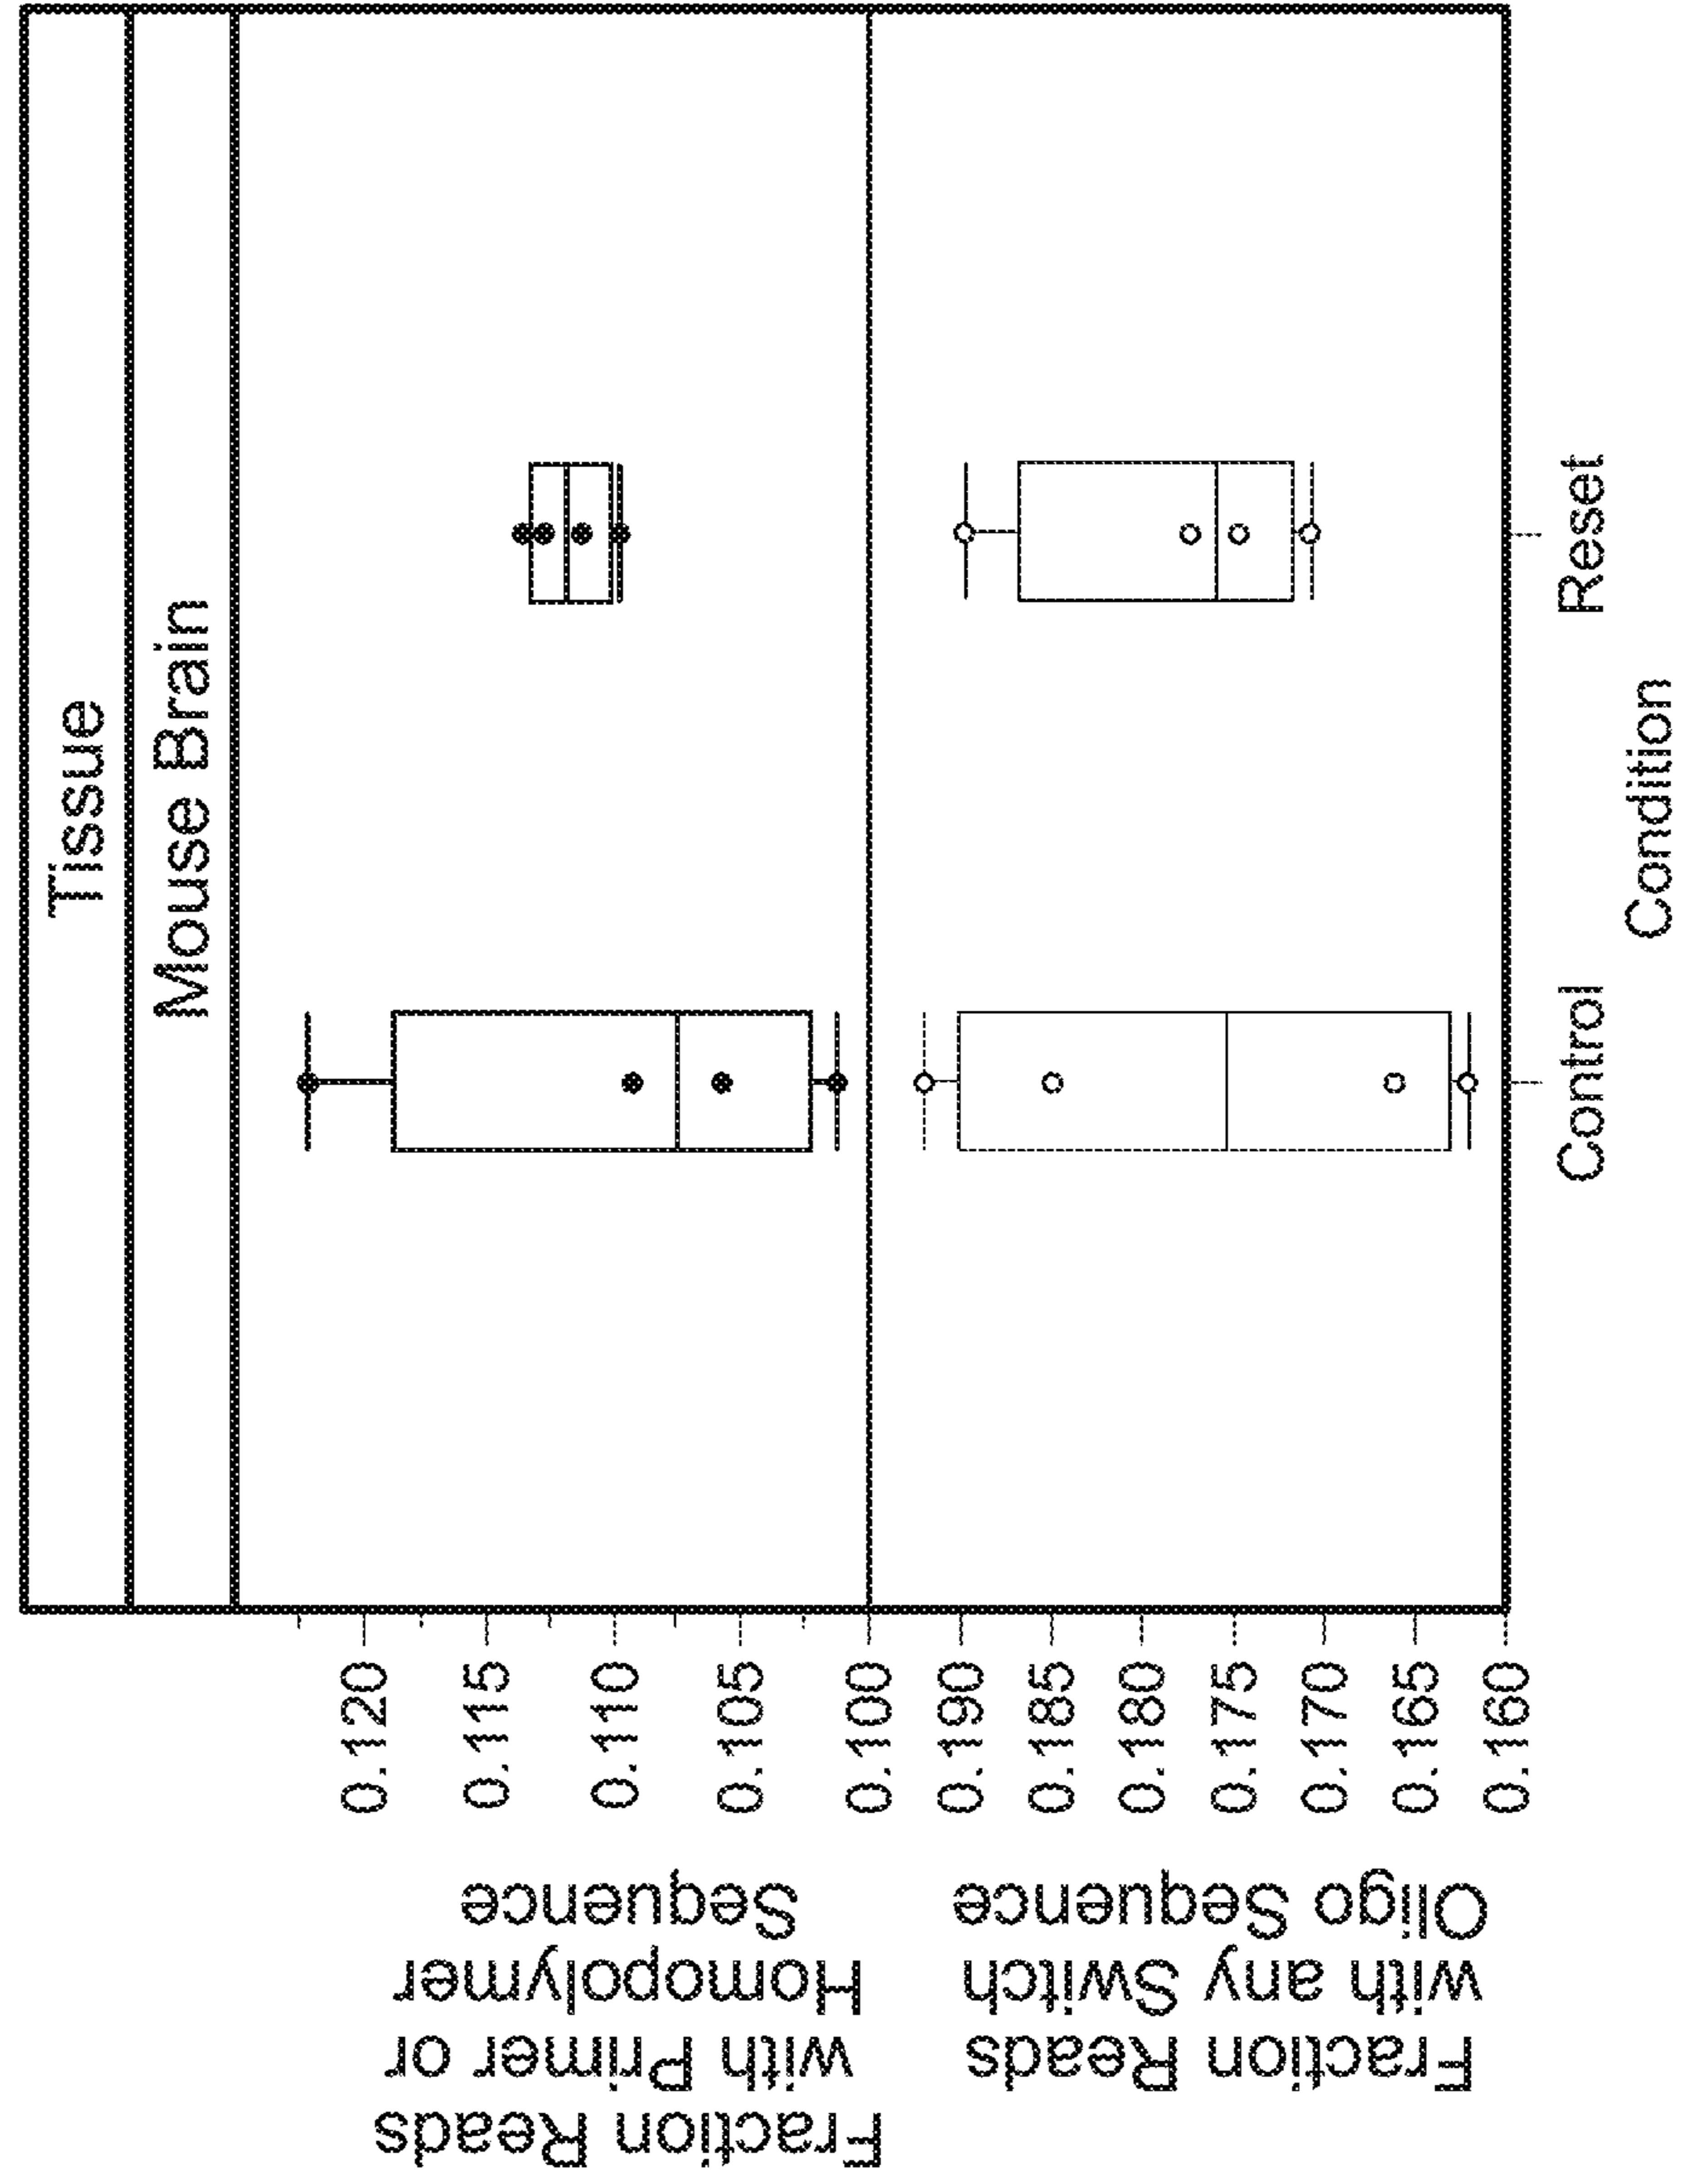 Tissue
Mouse Brain
Fraction Reads
with Primer or
Homopolymer
Sequence
0.120
0.115
0.110
0.105
0.100
Fraction Reads
with any Switch
Oligo Sequence
0.190
0.185
0.180
0.175
0.170
0.165
0.160
Control
Reset
Condition